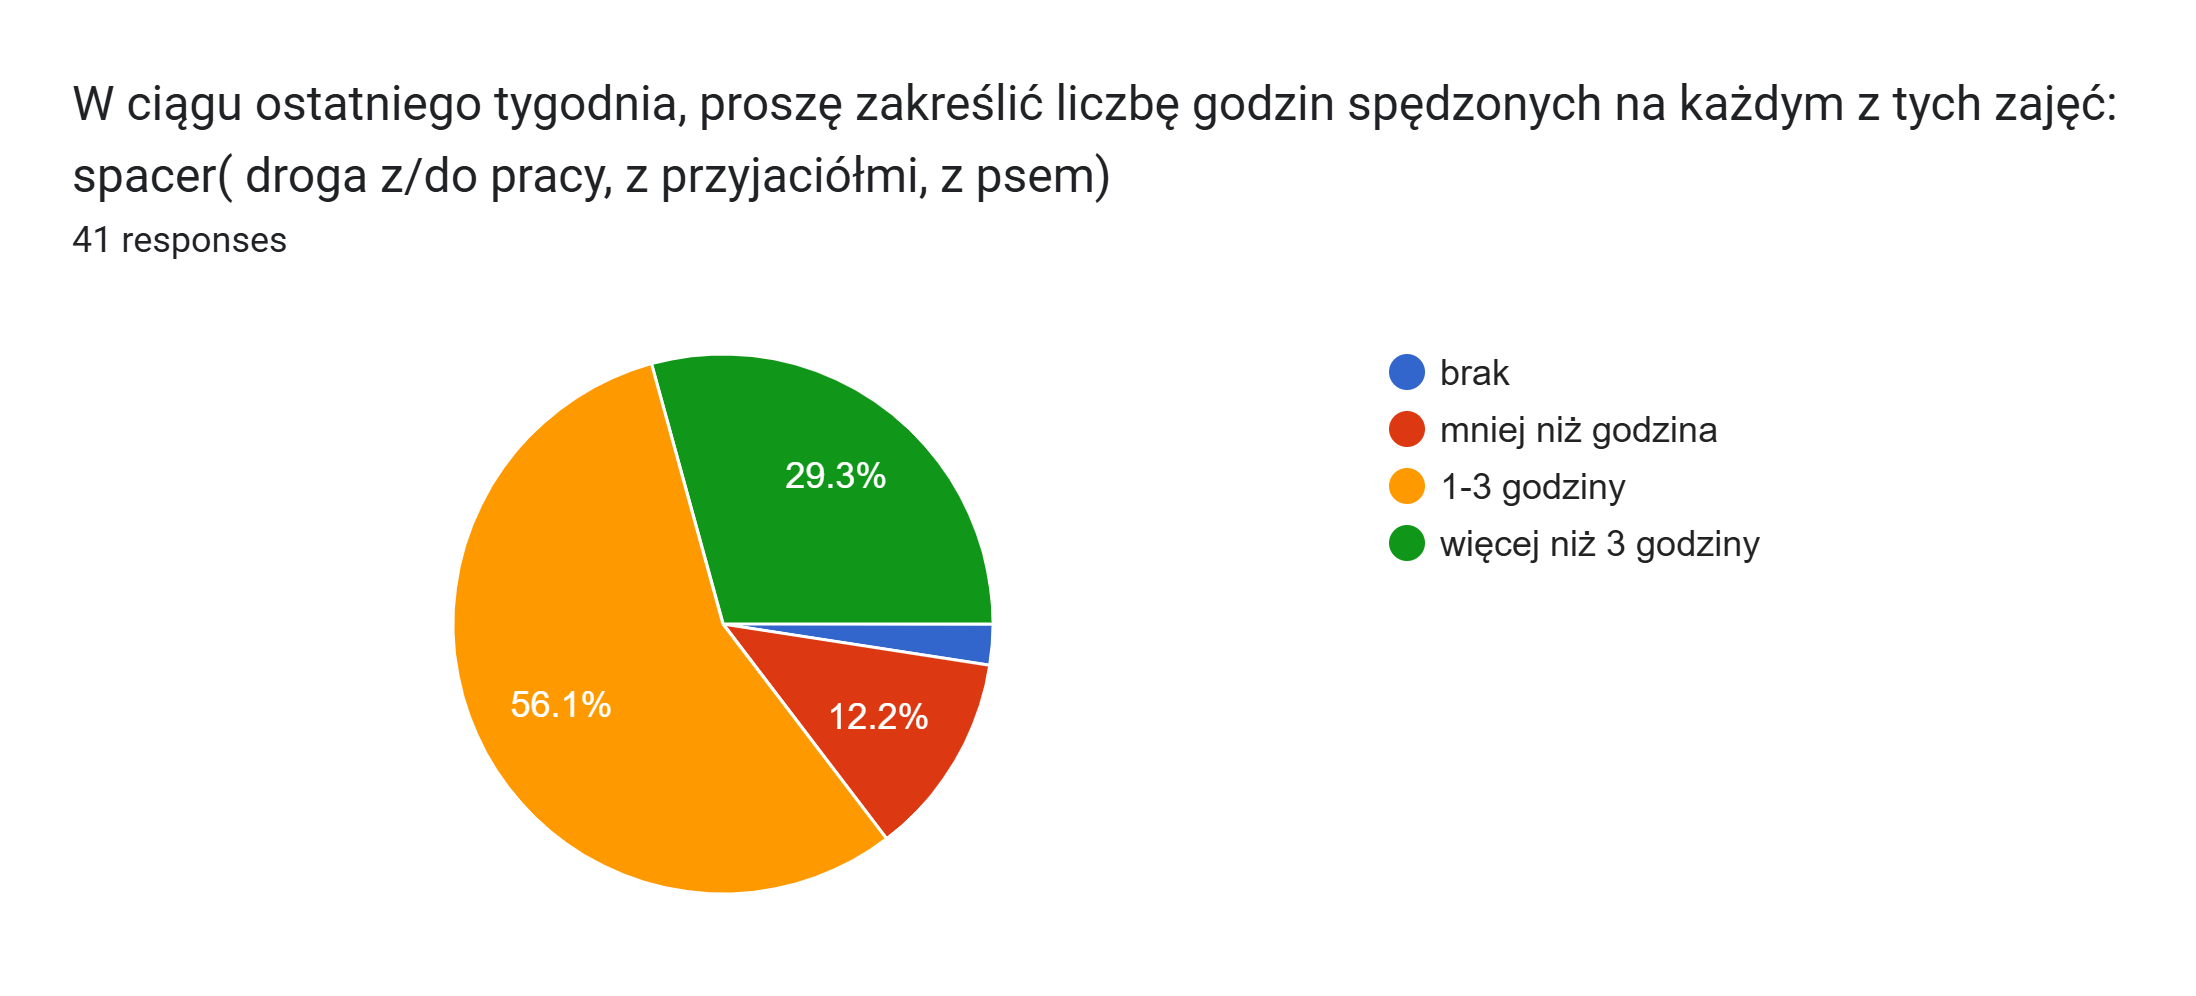 W ciągu ostatniego tygodnia, proszę zakreślić liczbę godzin spędzonych na każdym z tych zajęć:
spacer( droga z/do pracy, z przyjaciółmi, z psem)
41 responses
29.3%
56.1%
12.2%
brak
mniej niż godzina
1-3 godziny
więcej niż 3 godziny